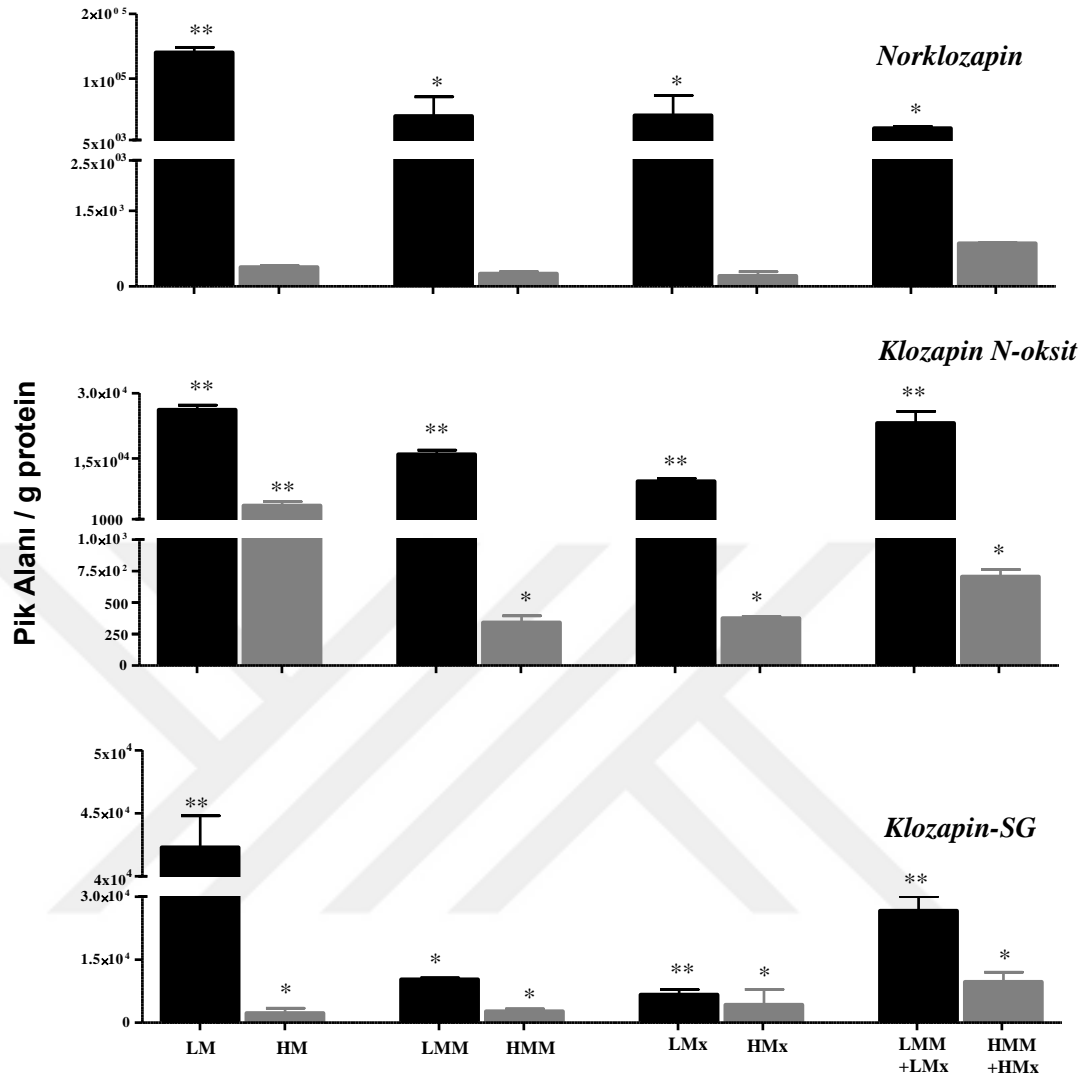 Pik Alanı / g protein
Norklozapin
2x10⁰⁵
1x10⁰⁵
5x10⁰³
2.5x10⁰³
1.5x10³
0
** * * *
Klozapin N-oksit
3.0x10⁴
1.5x10⁰⁴
1000
1.0x10³
7.5x10²
500
250
0
** ** ** * ** * ** *
Klozapin-SG
5x10⁴
4.5x10⁴
4x10⁴
3.0x10⁴
1.5x10⁴
0
** * * * ** * ** *
LM HM LMM HMM LMx HMx LMM HMM
+LMx +HMx